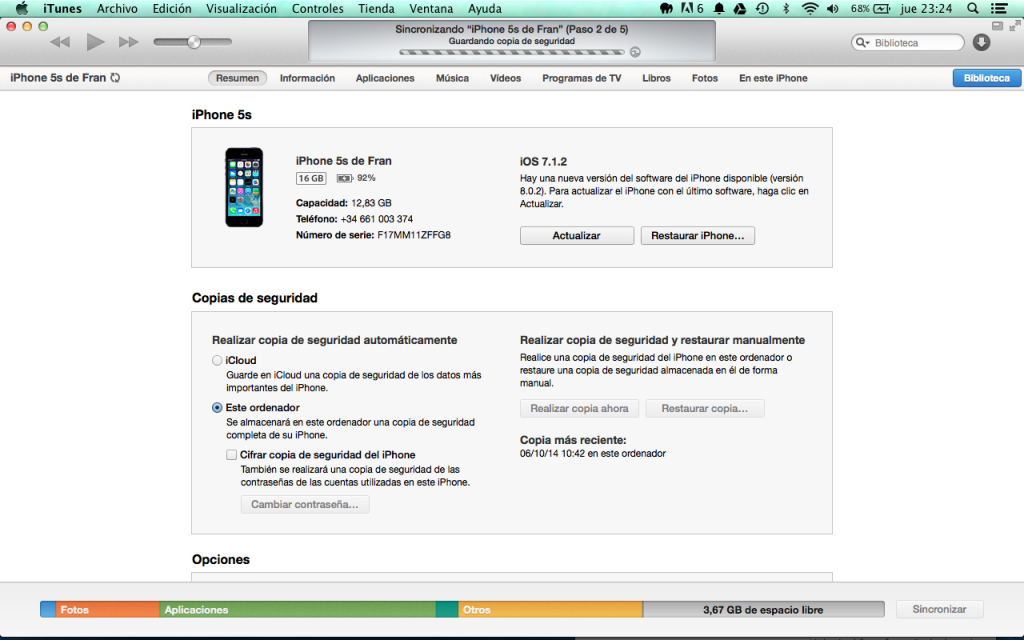 iTunes Archivo Edición Visualización Controles Tienda Ventana Ayuda 6 68% jue 23:24
Sincronizando "iPhone 5s de Fran" (Paso 2 de 5)
Guardando copia de seguridad
Biblioteca
iPhone 5s de Fran Resumen Información Aplicaciones Música Vídeos Programas de TV Libros Fotos En este iPhone Biblioteca
iPhone 5s
iPhone 5s de Fran
16 GB 92%
Capacidad: 12,83 GB
Teléfono: +34 661 003 374
Número de serie: F17MM11ZFFG8
iOS 7.1.2
Hay una nueva versión del software del iPhone disponible (versión
8.0.2). Para actualizar el iPhone con el último software, haga clic en
Actualizar.
Actualizar Restaurar iPhone...
Copias de seguridad
Realizar copia de seguridad automáticamente
iCloud
Guarde en iCloud una copia de seguridad de los datos más
importantes del iPhone.
Este ordenador
Se almacenará en este ordenador una copia de seguridad
completa de su iPhone.
Cifrar copia de seguridad del iPhone
También se realizará una copia de seguridad de las
contraseñas de las cuentas utilizadas en este iPhone.
Cambiar contraseña...
Realizar copia de seguridad y restaurar manualmente
Realice una copia de seguridad del iPhone en este ordenador o
restaure una copia de seguridad almacenada en él de forma
manual.
Realizar copia ahora Restaurar copia...
Copia más reciente:
06/10/14 10:42 en este ordenador
Opciones
Fotos Aplicaciones Otros 3,67 GB de espacio libre Sincronizar